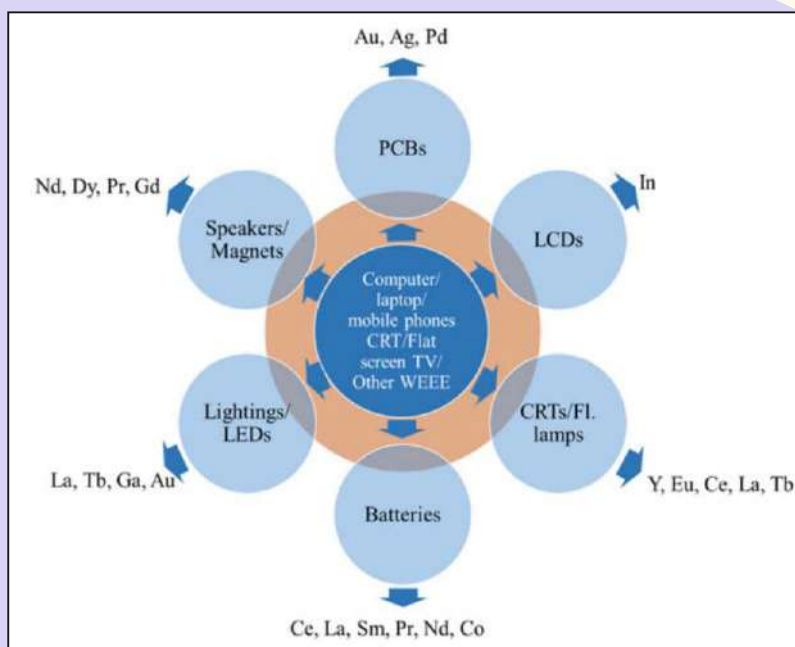 Au, Ag, Pd
PCBs
Nd, Dy, Pr, Gd
In
Speakers/
Magnets
LCDs
Computer/
laptop/
mobile phones
CRT/Flat
screen TV/
Other WEEE
Lightings/
LEDs
CRTs/Fl.
lamps
La, Tb, Ga, Au
Y, Eu, Ce, La, Tb
Batteries
Ce, La, Sm, Pr, Nd, Co